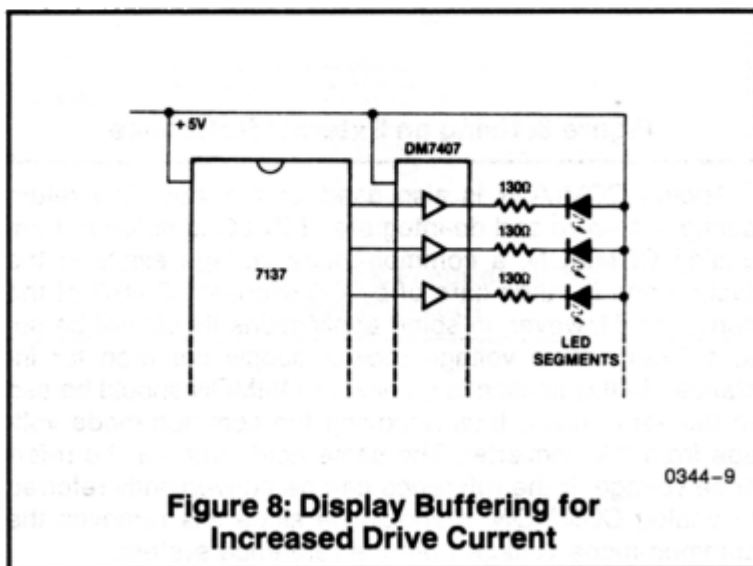 +5V
DM7407
130Ω
130Ω
7137
130Ω
LED
SEGMENTS
0344-9
Figure 8: Display Buffering for
Increased Drive Current